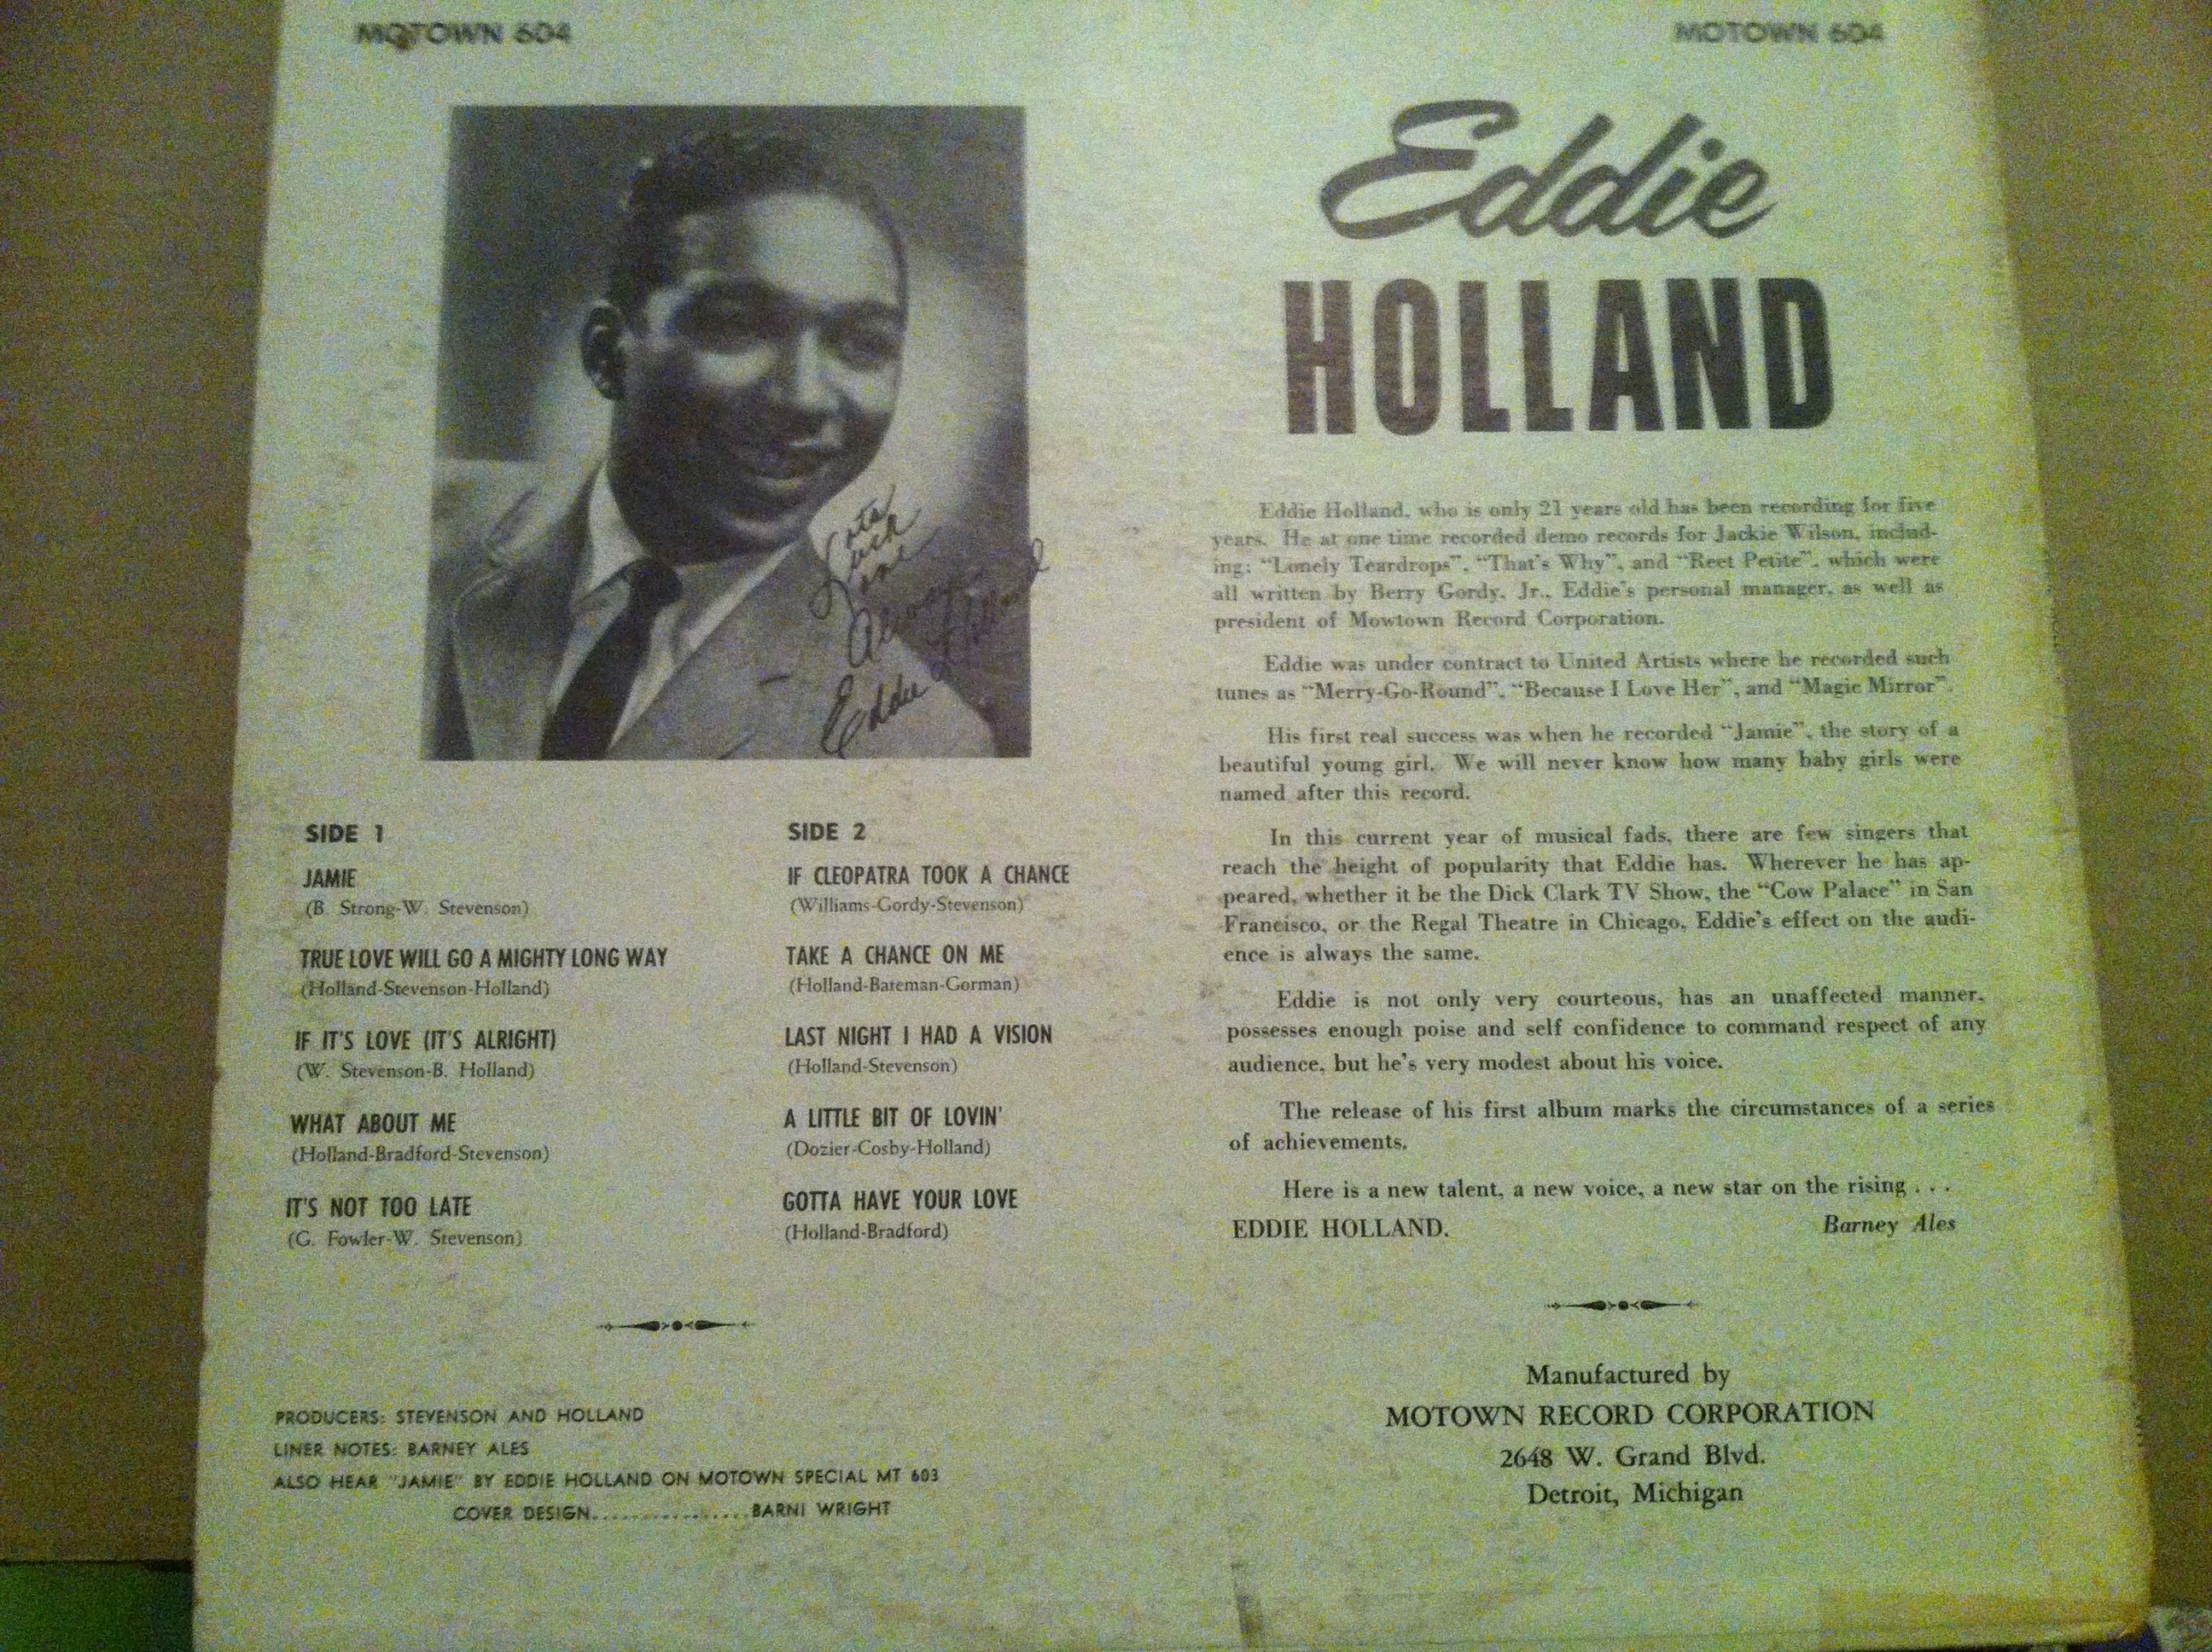 MOTOWN 604
MOTOWN 604
Lots
Luck
Love
Always
Eddie Holland
SIDE 1
JAMIE
(B. Strong-W. Stevenson)
TRUE LOVE WILL GO A MIGHTY LONG WAY
(Holland-Stevenson-Holland)
IF IT'S LOVE (IT'S ALRIGHT)
(W. Stevenson-B. Holland)
WHAT ABOUT ME
(Holland-Bradford-Stevenson)
IT'S NOT TOO LATE
(G. Fowler-W. Stevenson)
SIDE 2
IF CLEOPATRA TOOK A CHANCE
(Williams-Gordy-Stevenson)
TAKE A CHANCE ON ME
(Holland-Bateman-Gorman)
LAST NIGHT I HAD A VISION
(Holland-Stevenson)
A LITTLE BIT OF LOVIN'
(Dozier-Cosby-Holland)
GOTTA HAVE YOUR LOVE
(Holland-Bradford)
PRODUCERS: STEVENSON AND HOLLAND
LINER NOTES: BARNEY ALES
ALSO HEAR "JAMIE" BY EDDIE HOLLAND ON MOTOWN SPECIAL MT 603
COVER DESIGN.................BARNI WRIGHT
Eddie
HOLLAND
Eddie Holland, who is only 21 years old has been recording for five
years. He at one time recorded demo records for Jackie Wilson, includ-
ing: "Lonely Teardrops", "That's Why", and "Reet Petite", which were
all written by Berry Gordy, Jr., Eddie's personal manager, as well as
president of Mowtown Record Corporation.
Eddie was under contract to United Artists where he recorded such
tunes as "Merry-Go-Round", "Because I Love Her", and "Magic Mirror".
His first real success was when he recorded "Jamie", the story of a
beautiful young girl. We will never know how many baby girls were
named after this record.
In this current year of musical fads, there are few singers that
reach the height of popularity that Eddie has. Wherever he has ap-
peared, whether it be the Dick Clark TV Show, the "Cow Palace" in San
Francisco, or the Regal Theatre in Chicago, Eddie's effect on the audi-
ence is always the same.
Eddie is not only very courteous, has an unaffected manner,
possesses enough poise and self confidence to command respect of any
audience, but he's very modest about his voice.
The release of his first album marks the circumstances of a series
of achievements.
Here is a new talent, a new voice, a new star on the rising . . .
EDDIE HOLLAND. Barney Ales
Manufactured by
MOTOWN RECORD CORPORATION
2648 W. Grand Blvd.
Detroit, Michigan